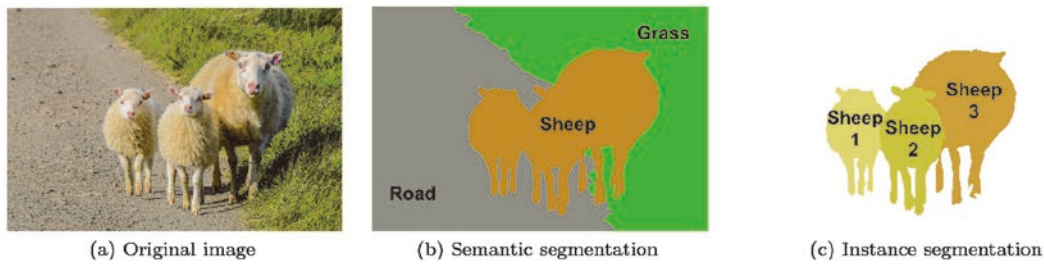 Grass
Sheep
Road
Sheep
1
Sheep
2
Sheep
3
(a) Original image
(b) Semantic segmentation
(c) Instance segmentation